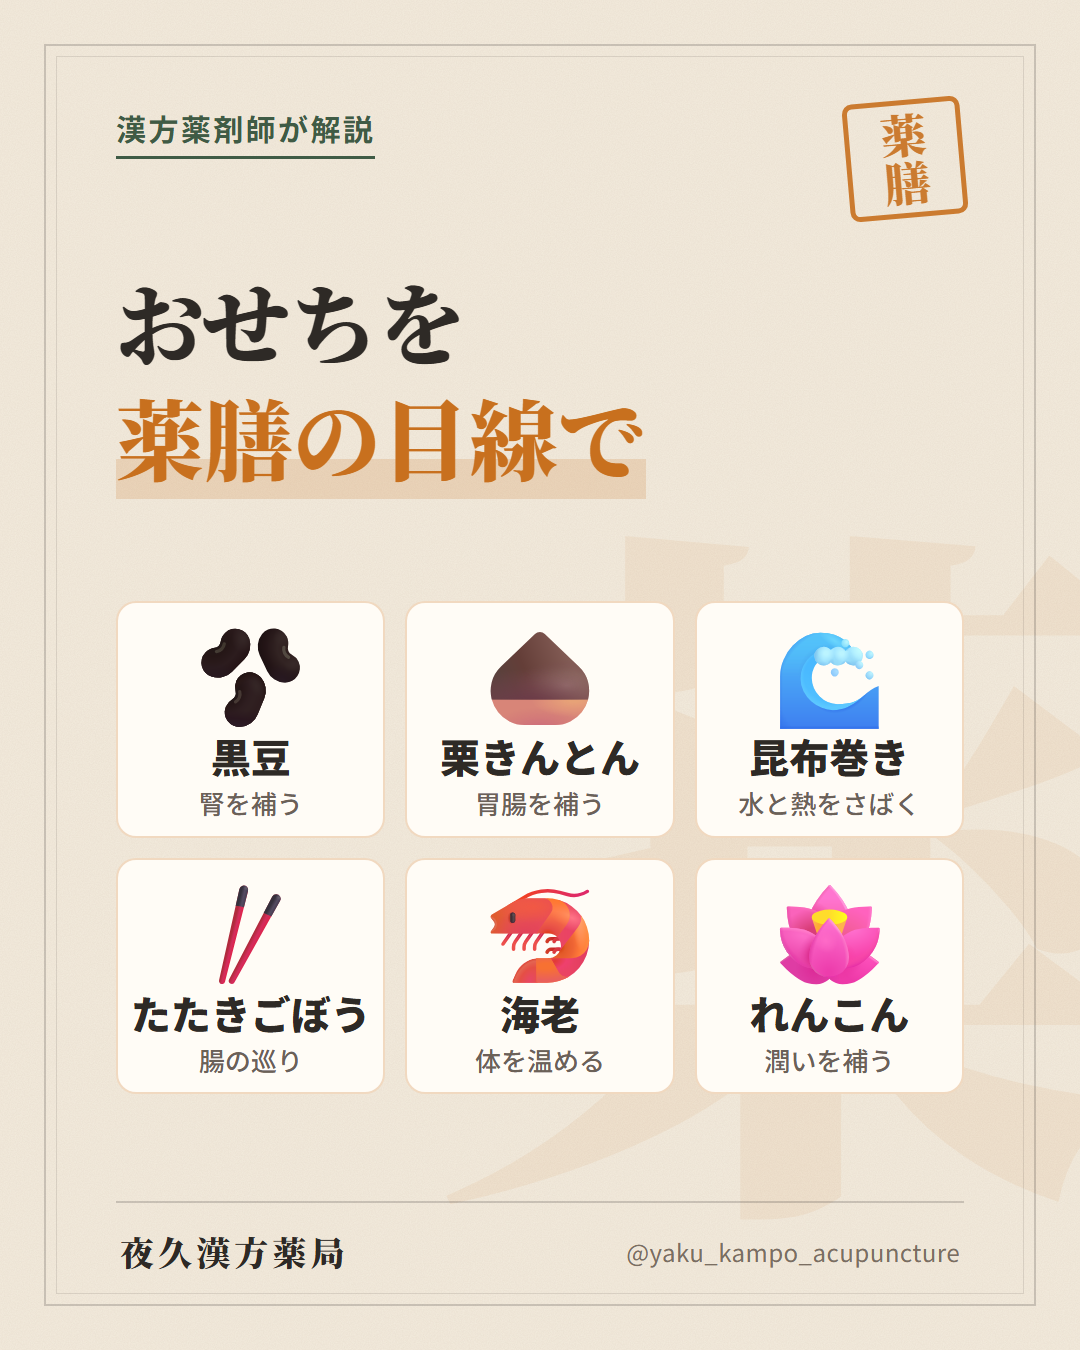 漢方薬剤師が解説
薬
膳
おせちを
薬膳の目線で
黒豆
腎を補う
栗きんとん
胃腸を補う
昆布巻き
水と熱をさばく
たたきごぼう
腸の巡り
海老
体を温める
れんこん
潤いを補う
夜久漢方薬局
@yaku_kampo_acupuncture
薬